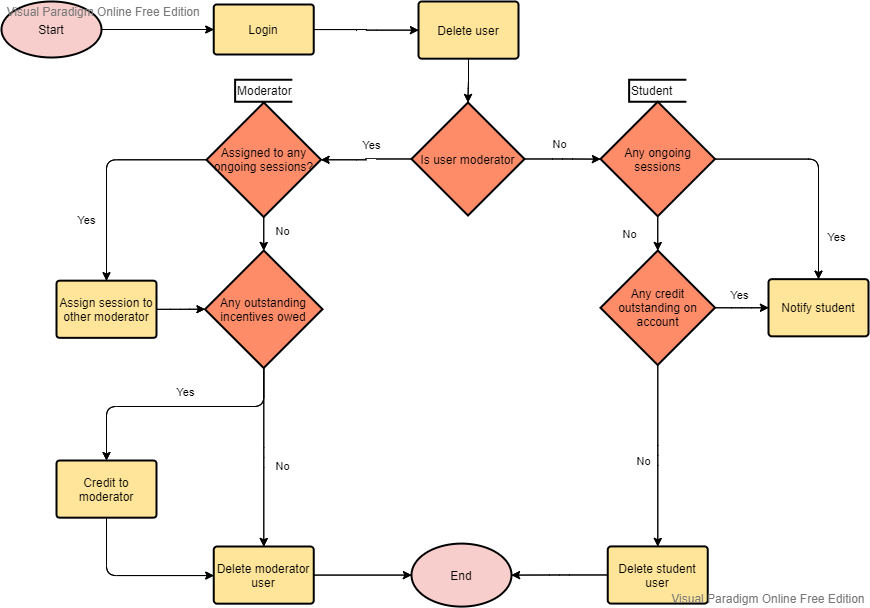 Visual Paradigm Online Free Edition
Start
Login
Delete user
Moderator
Student
Assigned to any
ongoing sessions?
Yes
Is user moderator
No
Any ongoing
sessions
Yes
No
No
Yes
Assign session to
other moderator
Any outstanding
incentives owed
Any credit
outstanding on
account
Yes
Notify student
Yes
No
No
Credit to
moderator
Delete moderator
user
End
Delete student
user
Visual Paradigm Online Free Edition